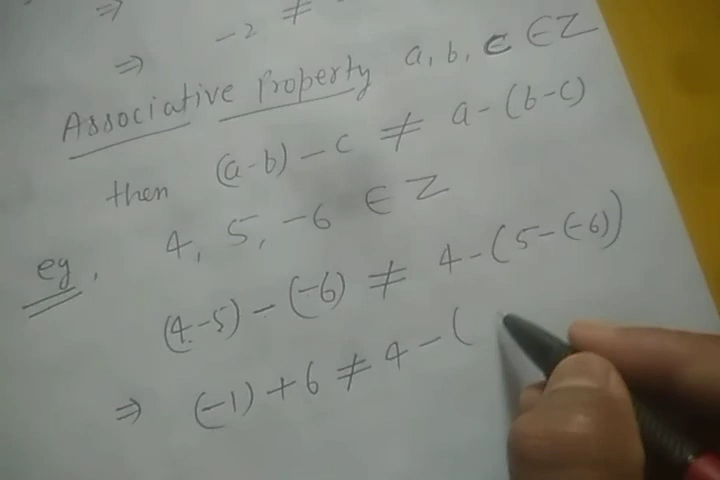 ⇒
⇒ -2 ≠
Associative Property a, b, c ∈ Z
then (a-b)-c ≠ a-(b-c)
eg. 4, 5, -6 ∈ Z
(4-5)-(-6) ≠ 4-(5-(-6))
⇒ (-1)+6 ≠ 4-(